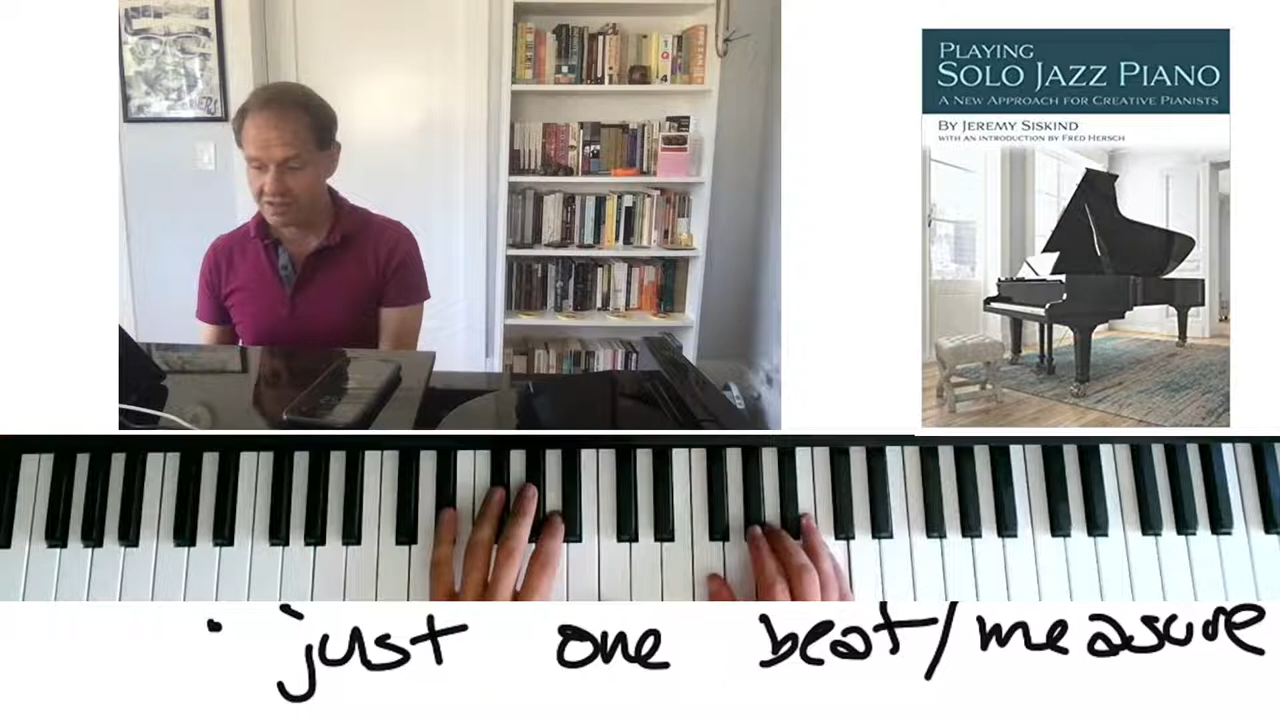 PLAYING
SOLO JAZZ PIANO
A NEW APPROACH FOR CREATIVE PIANISTS
BY JEREMY SISKIND
WITH AN INTRODUCTION BY FRED HERSCH
• just one beat/measure